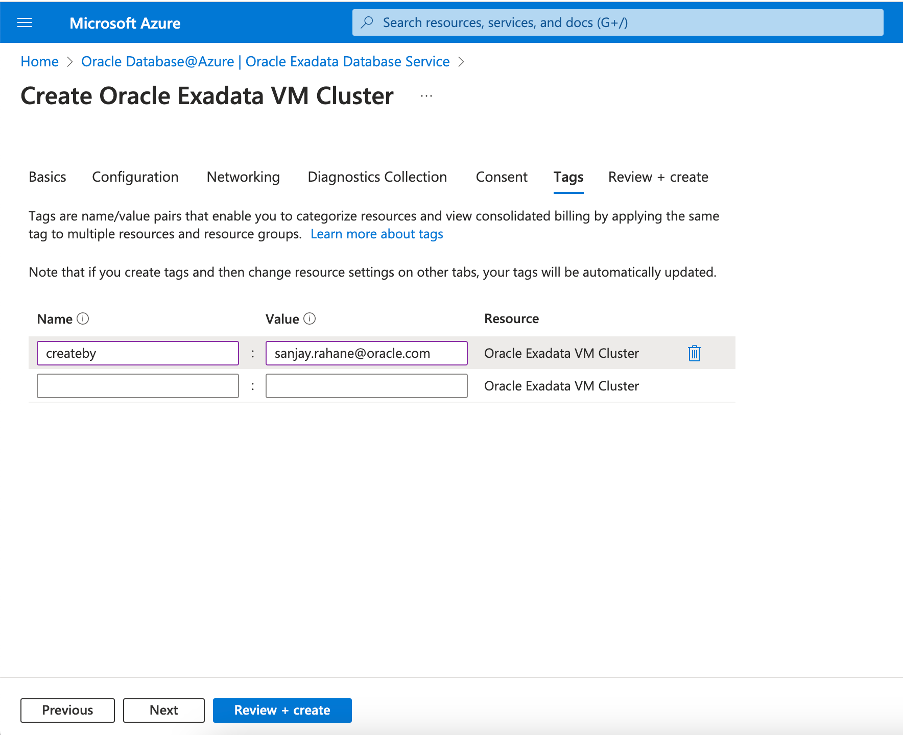 Microsoft Azure
Search resources, services, and docs (G+/)
Home > Oracle Database@Azure | Oracle Exadata Database Service >
Create Oracle Exadata VM Cluster ...
Basics Configuration Networking Diagnostics Collection Consent Tags Review + create
Tags are name/value pairs that enable you to categorize resources and view consolidated billing by applying the same
tag to multiple resources and resource groups. Learn more about tags
Note that if you create tags and then change resource settings on other tabs, your tags will be automatically updated.
Name Value Resource
createby : sanjay.rahane@oracle.com Oracle Exadata VM Cluster
: Oracle Exadata VM Cluster
Previous Next Review + create